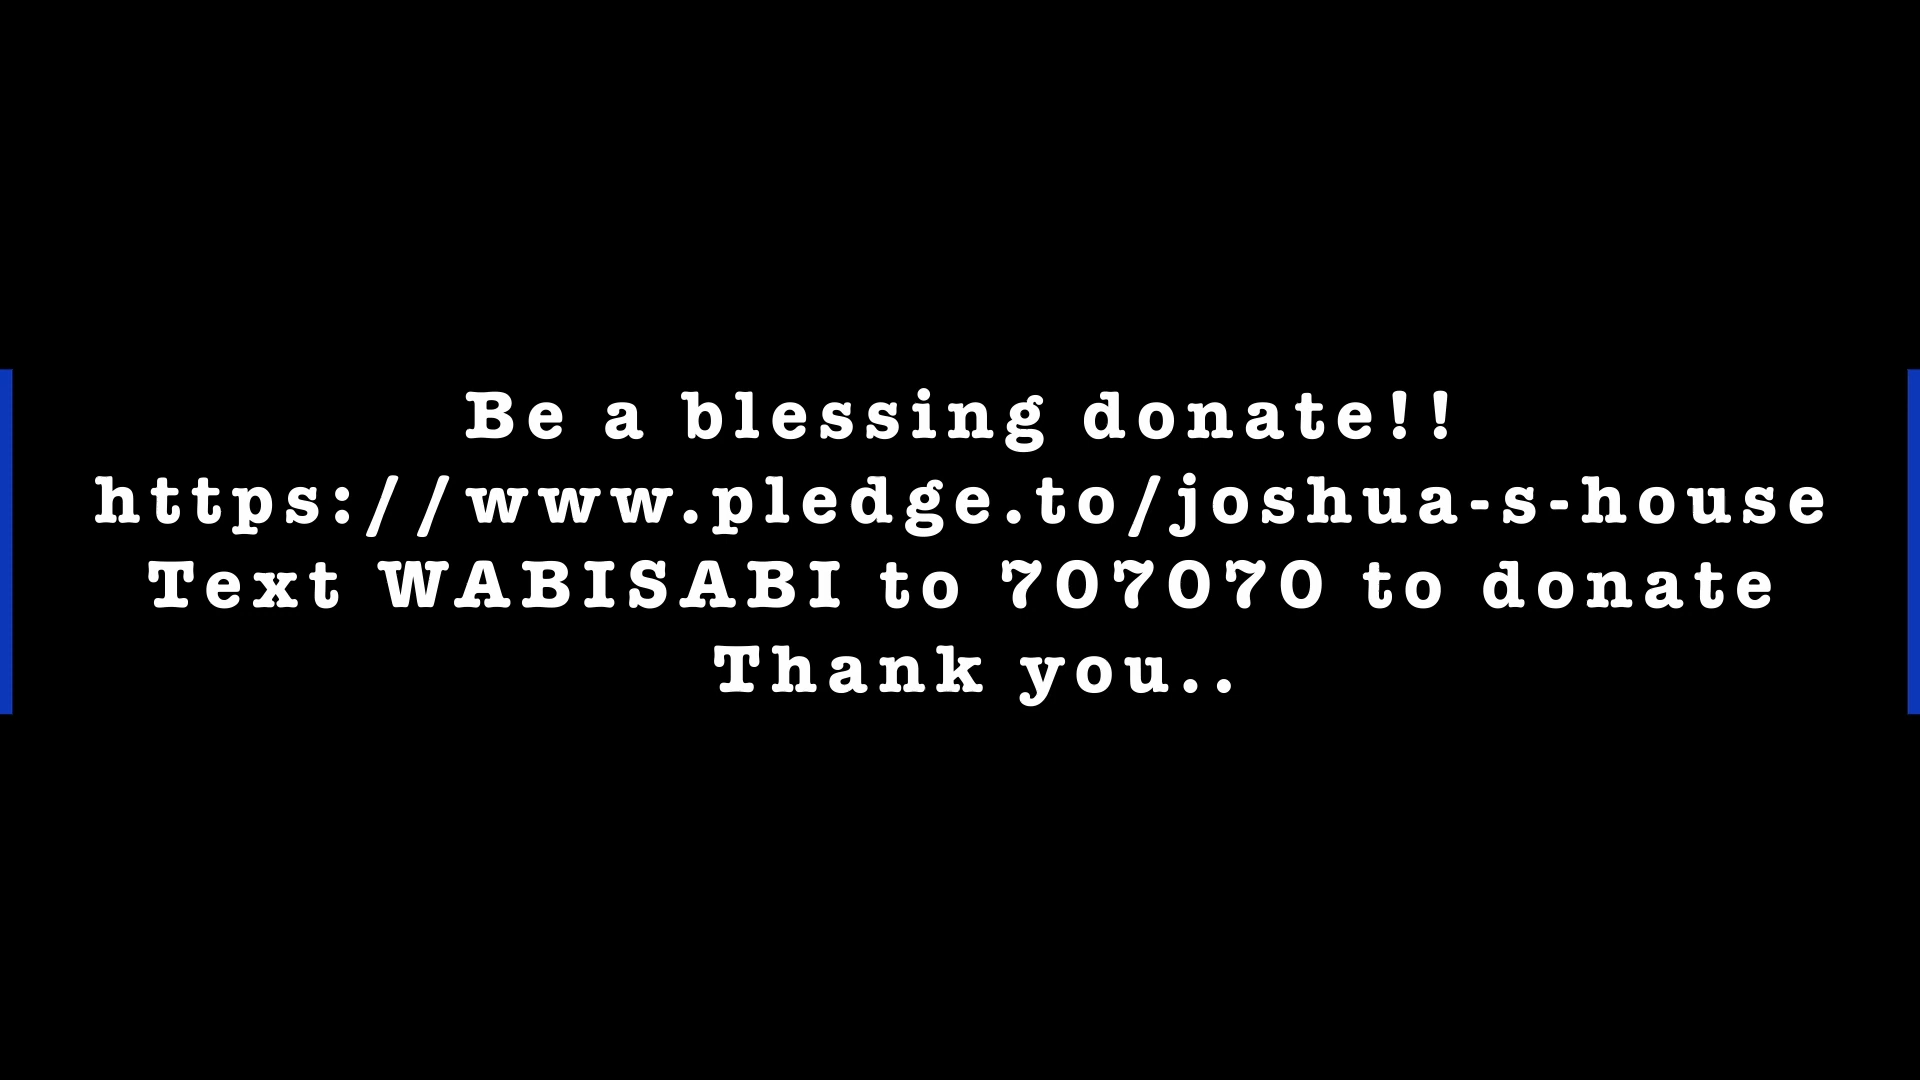 Be a blessing donate!!
https://www.pledge.to/joshua-s-house
Text WABISABI to 707070 to donate
Thank you..